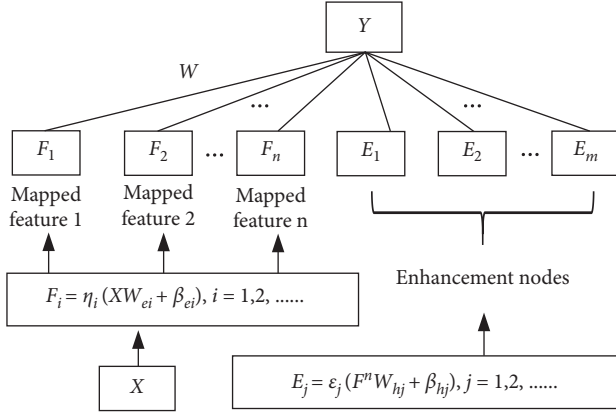 Y
W
... ...
F₁ F₂ ... Fₙ E₁ E₂ ... Eₘ
Mapped feature 1
Mapped feature 2
Mapped feature n
Enhancement nodes
Fᵢ = ηᵢ (XWₑᵢ + βₑᵢ), i = 1,2, ......
X
Eⱼ = εⱼ (FⁿWₕⱼ + βₕⱼ), j = 1,2, ......